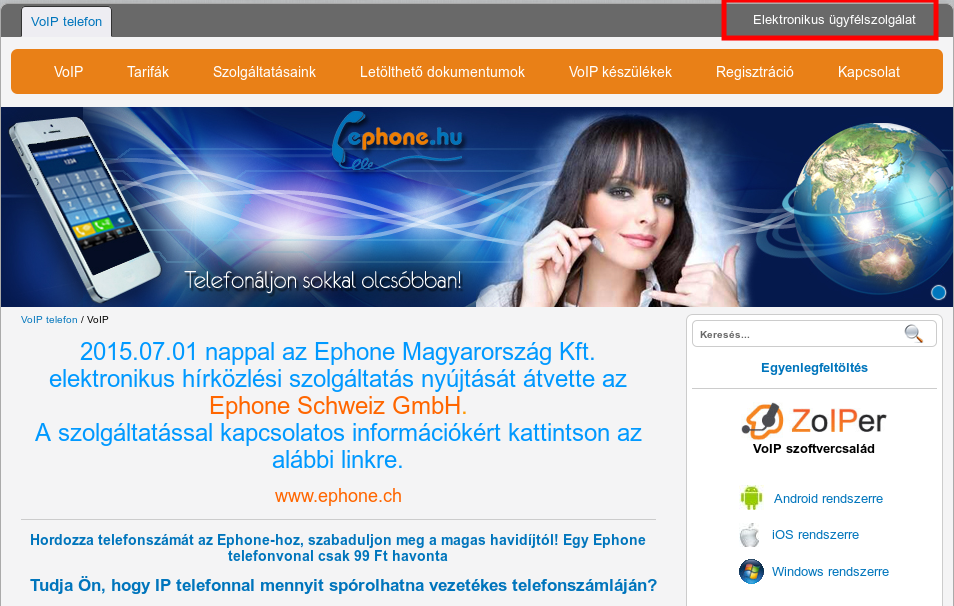 VoIP telefon
Elektronikus ügyfélszolgálat
VoIP Tarifák Szolgáltatásaink Letölthető dokumentumok VoIP készülékek Regisztráció Kapcsolat
ephone.hu
1234
Telefonáljon sokkal olcsóbban!
VoIP telefon / VoIP
2015.07.01 nappal az Ephone Magyarország Kft.
elektronikus hírközlési szolgáltatás nyújtását átvette az
Ephone Schweiz GmbH.
A szolgáltatással kapcsolatos információkért kattintson az
alábbi linkre.
www.ephone.ch
Hordozza telefonszámát az Ephone-hoz, szabaduljon meg a magas havidíjtól! Egy Ephone
telefonvonal csak 99 Ft havonta
Tudja Ön, hogy IP telefonnal mennyit spórolhatna vezetékes telefonszámláján?
Keresés...
Egyenlegfeltöltés
ZoIPer
VoIP szoftvercsalád
Android rendszerre
iOS rendszerre
Windows rendszerre